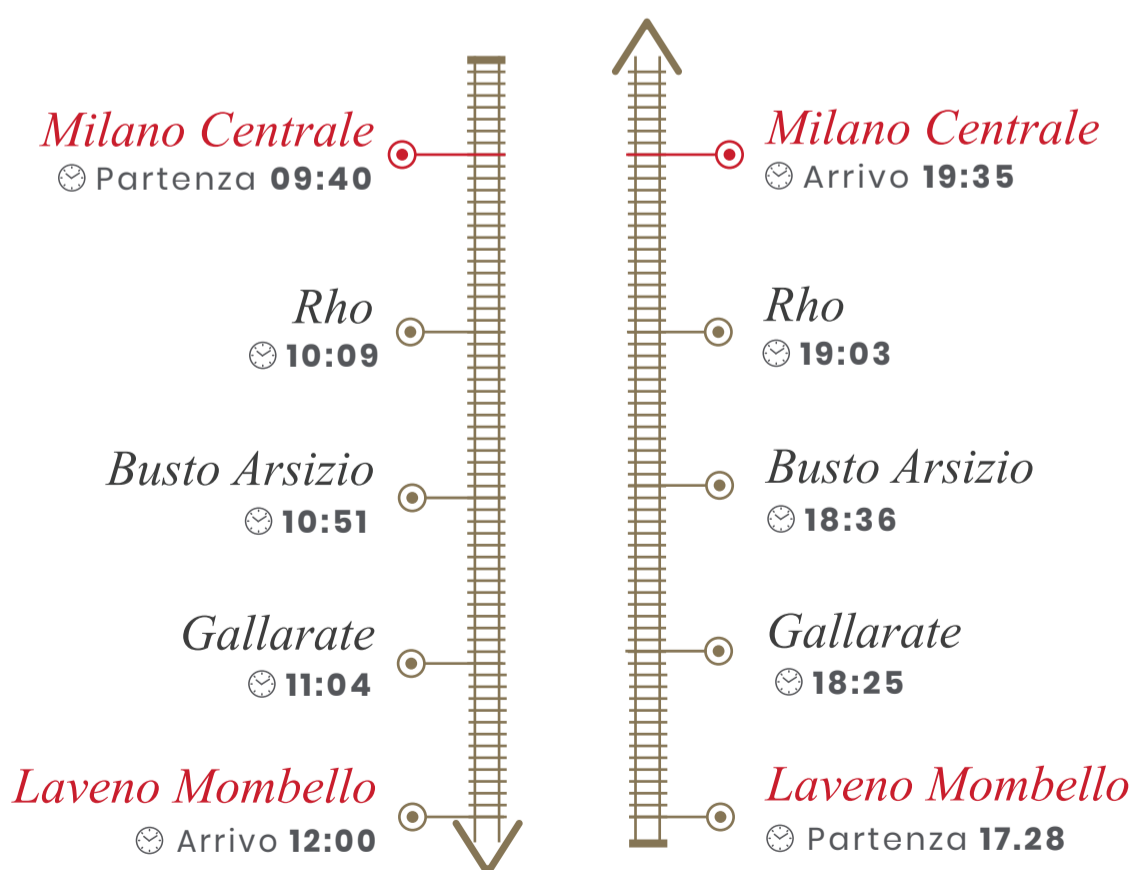 Milano Centrale
Partenza 09:40
Rho
10:09
Busto Arsizio
10:51
Gallarate
11:04
Laveno Mombello
Arrivo 12:00
Milano Centrale
Arrivo 19:35
Rho
19:03
Busto Arsizio
18:36
Gallarate
18:25
Laveno Mombello
Partenza 17.28